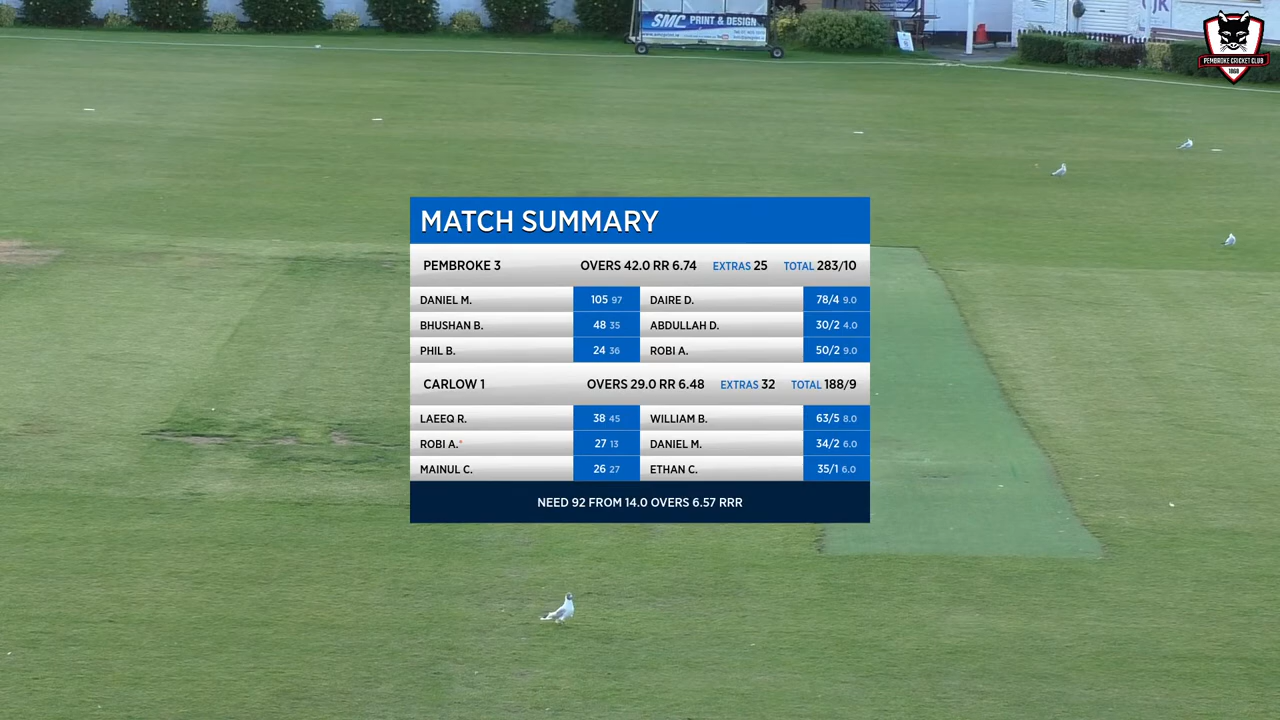 SMC PRINT & DESIGN
PEMBROKE CRICKET CLUB
1868
MATCH SUMMARY
PEMBROKE 3 OVERS 42.0 RR 6.74 EXTRAS 25 TOTAL 283/10
DANIEL M. 105 97 DAIRE D. 78/4 9.0
BHUSHAN B. 48 35 ABDULLAH D. 30/2 4.0
PHIL B. 24 36 ROBI A. 50/2 9.0
CARLOW 1 OVERS 29.0 RR 6.48 EXTRAS 32 TOTAL 188/9
LAEEQ R. 38 45 WILLIAM B. 63/5 8.0
ROBI A.* 27 13 DANIEL M. 34/2 6.0
MAINUL C. 26 27 ETHAN C. 35/1 6.0
NEED 92 FROM 14.0 OVERS 6.57 RRR